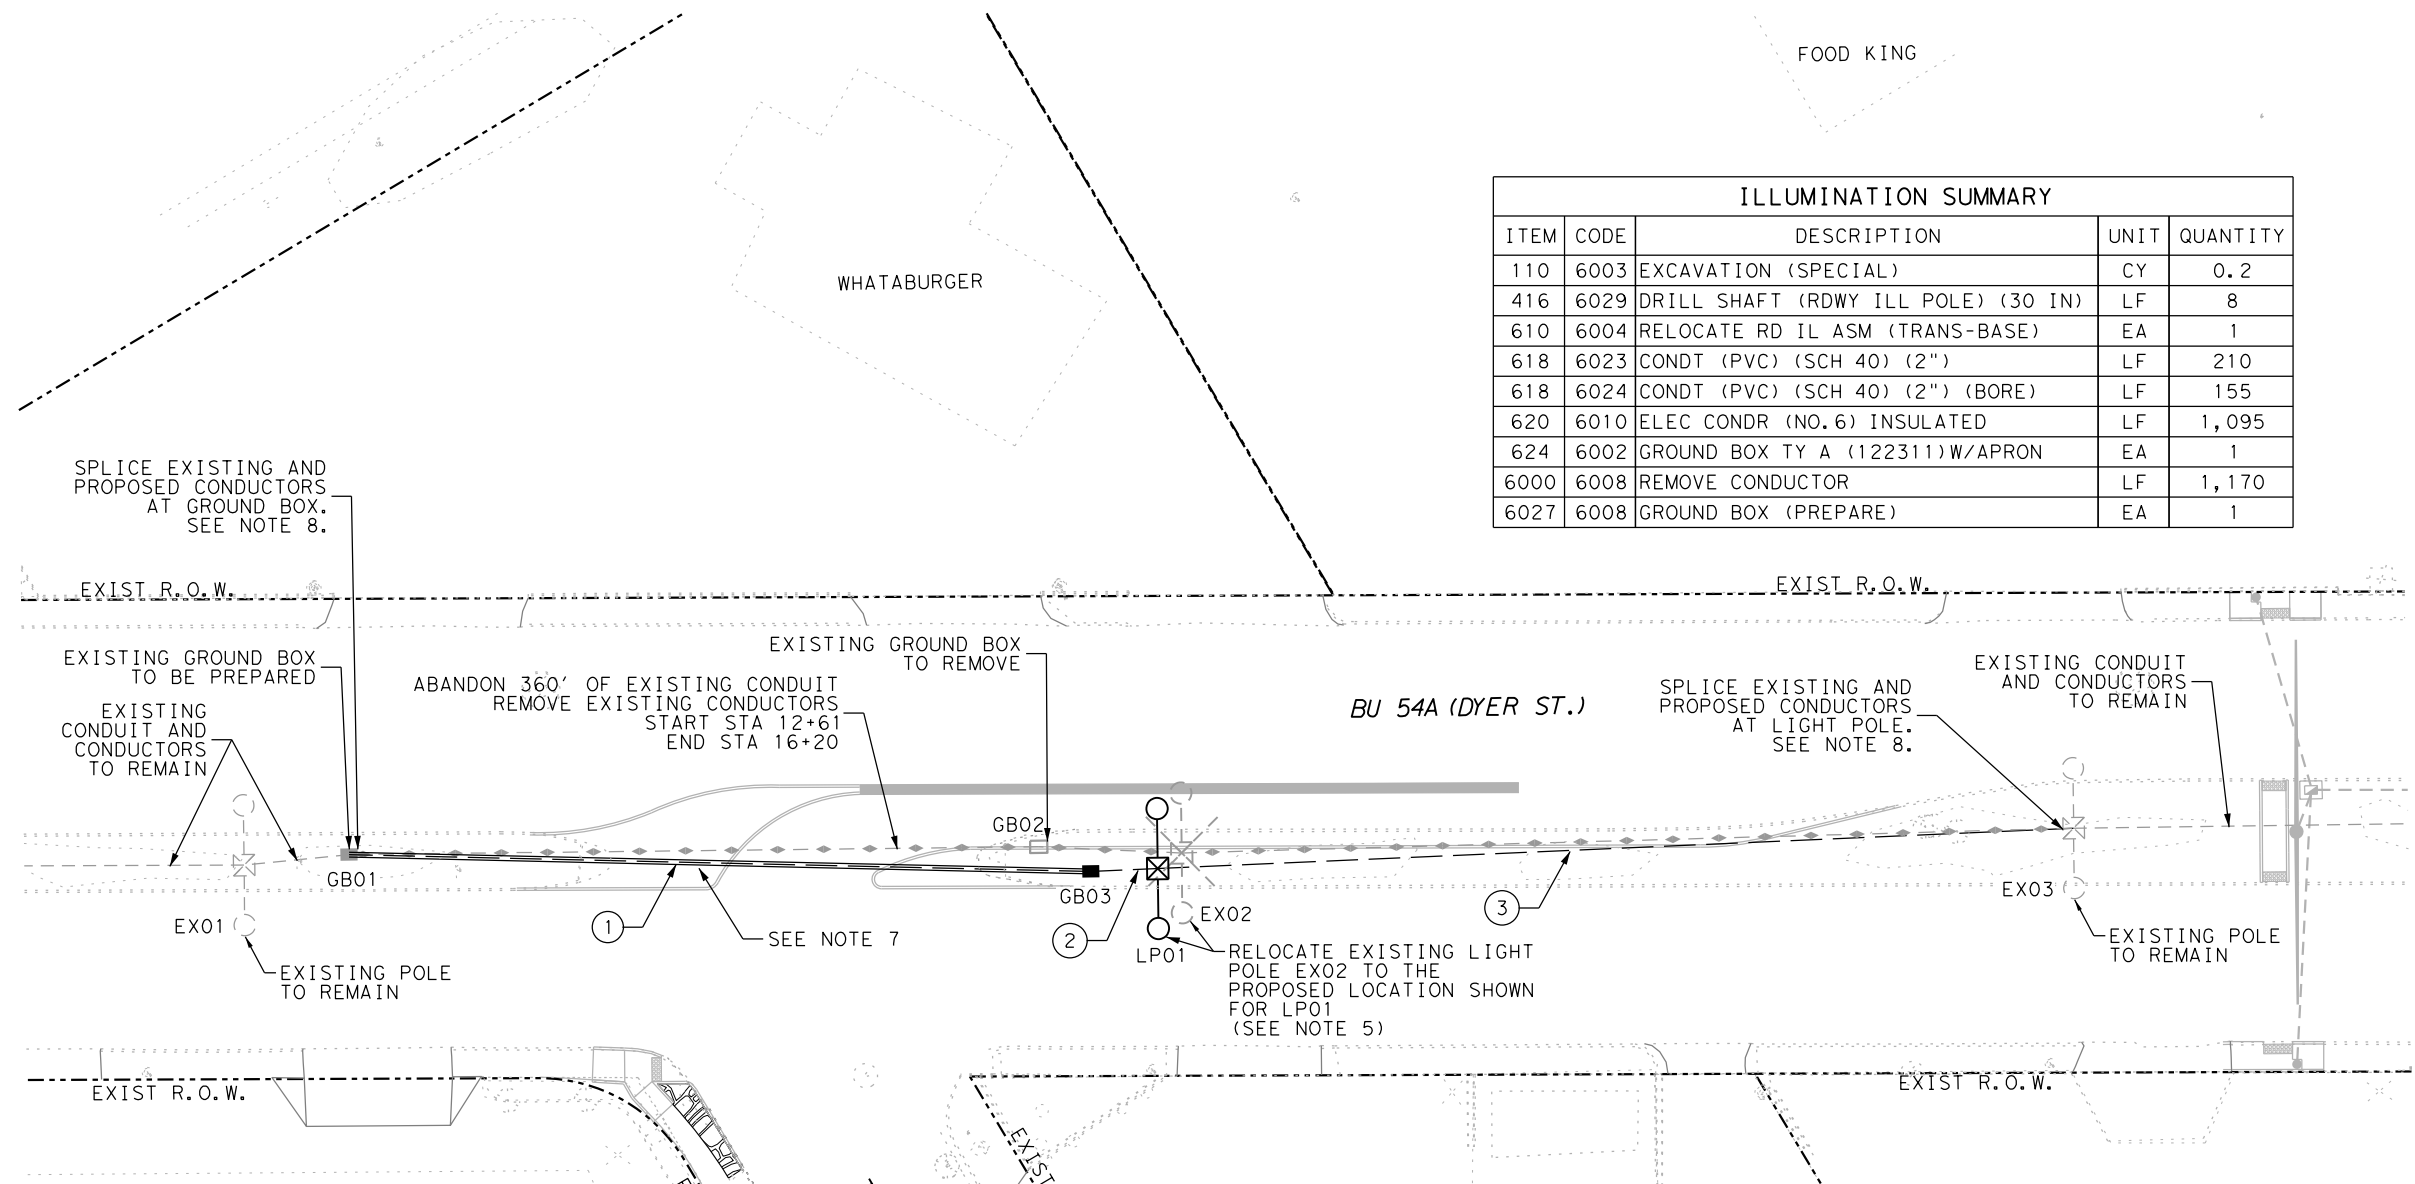 FOOD KING
WHATABURGER
ILLUMINATION SUMMARY
ITEM CODE DESCRIPTION UNIT QUANTITY
110 6003 EXCAVATION (SPECIAL) CY 0.2
416 6029 DRILL SHAFT (RDWY ILL POLE) (30 IN) LF 8
610 6004 RELOCATE RD IL ASM (TRANS-BASE) EA 1
618 6023 CONDT (PVC) (SCH 40) (2") LF 210
618 6024 CONDT (PVC) (SCH 40) (2") (BORE) LF 155
620 6010 ELEC CONDR (NO.6) INSULATED LF 1,095
624 6002 GROUND BOX TY A (122311)W/APRON EA 1
6000 6008 REMOVE CONDUCTOR LF 1,170
6027 6008 GROUND BOX (PREPARE) EA 1
SPLICE EXISTING AND
PROPOSED CONDUCTORS
AT GROUND BOX.
SEE NOTE 8.
EXIST R.O.W.
EXIST R.O.W.
EXISTING GROUND BOX
TO BE PREPARED
EXISTING
CONDUIT AND
CONDUCTORS
TO REMAIN
ABANDON 360' OF EXISTING CONDUIT
REMOVE EXISTING CONDUCTORS
START STA 12+61
END STA 16+20
EXISTING GROUND BOX
TO REMOVE
BU 54A (DYER ST.)
SPLICE EXISTING AND
PROPOSED CONDUCTORS
AT LIGHT POLE.
SEE NOTE 8.
EXISTING CONDUIT
AND CONDUCTORS
TO REMAIN
GB02
GB01
GB03
EX01
EX02
EX03
1
2
3
SEE NOTE 7
LP01
EXISTING POLE
TO REMAIN
RELOCATE EXISTING LIGHT
POLE EX02 TO THE
PROPOSED LOCATION SHOWN
FOR LP01
(SEE NOTE 5)
EXISTING POLE
TO REMAIN
EXIST R.O.W.
EXIST R.O.W.
EXIST